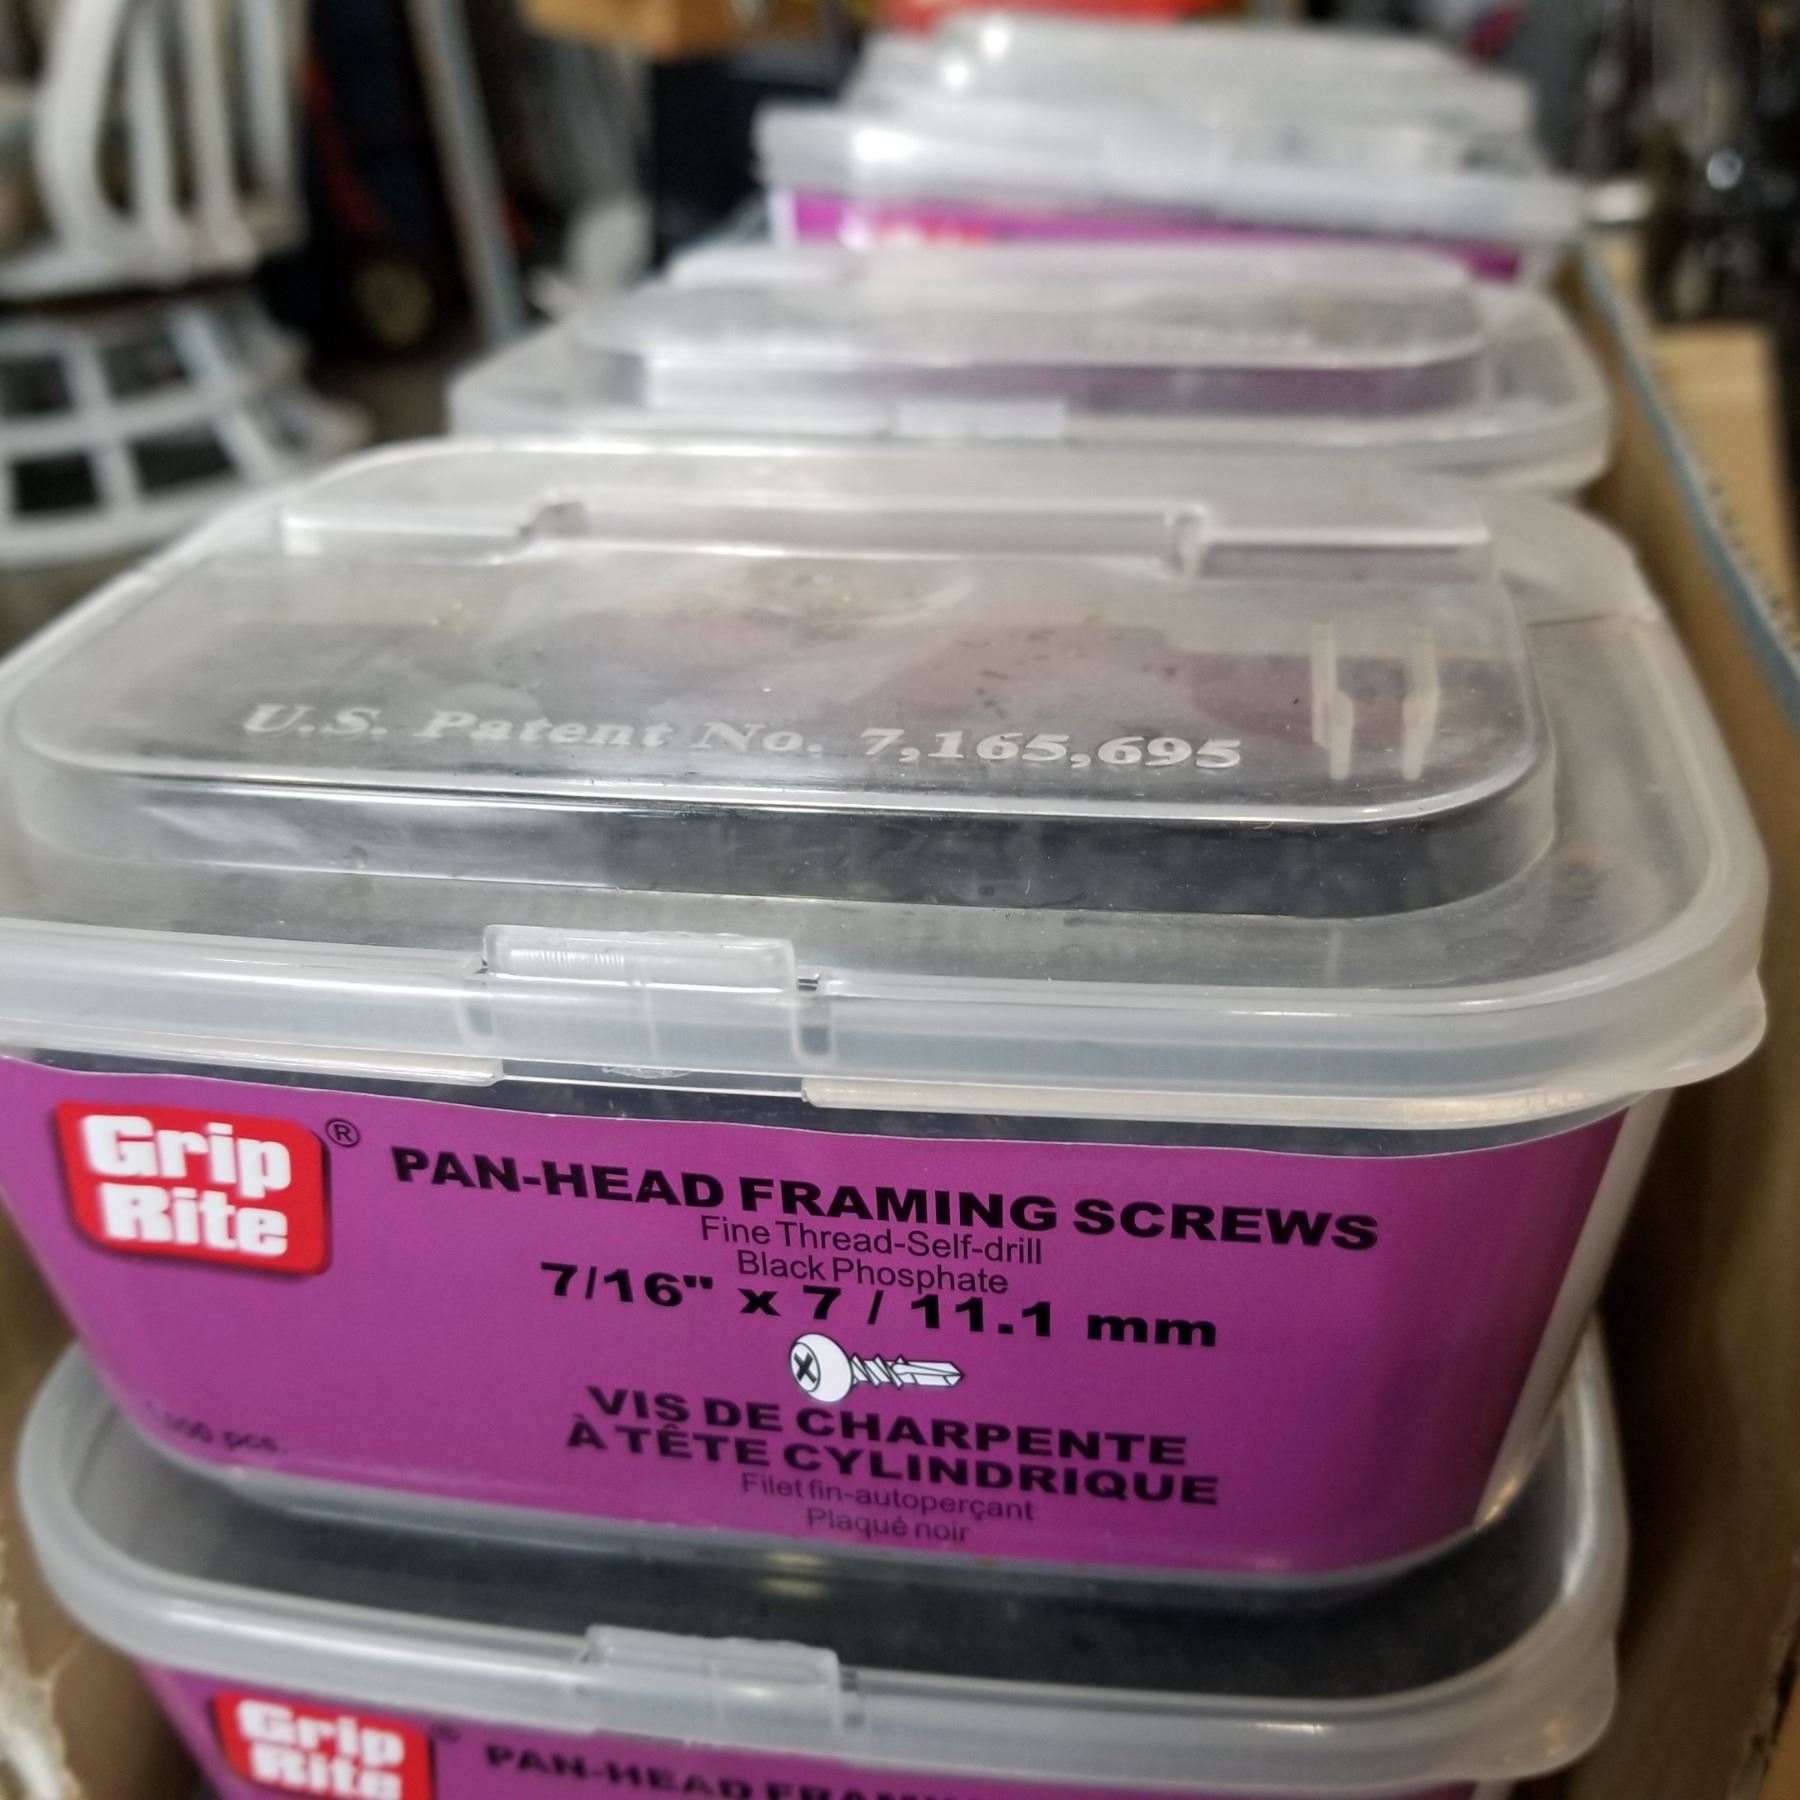 U.S. Patent No. 7,165,695
Grip
Rite®
PAN-HEAD FRAMING SCREWS
Fine Thread-Self-drill
Black Phosphate
7/16" x 7 / 11.1 mm
VIS DE CHARPENTE
À TÊTE CYLINDRIQUE
Filet fin-autoperçant
Plaqué noir
pcs.
Grip
Rite®
PAN-HEAD